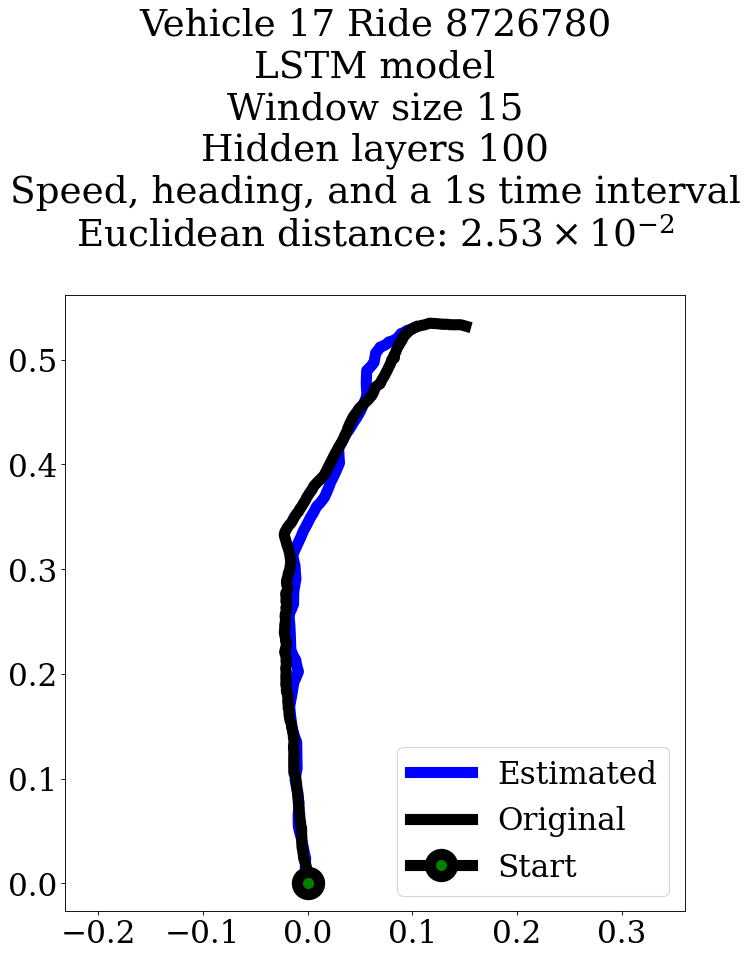 Vehicle 17 Ride 8726780
LSTM model
Window size 15
Hidden layers 100
Speed, heading, and a 1s time interval
Euclidean distance: 2.53 × 10⁻²
0.5
0.4
0.3
0.2
0.1
0.0
Estimated
Original
Start
−0.2 −0.1 0.0 0.1 0.2 0.3